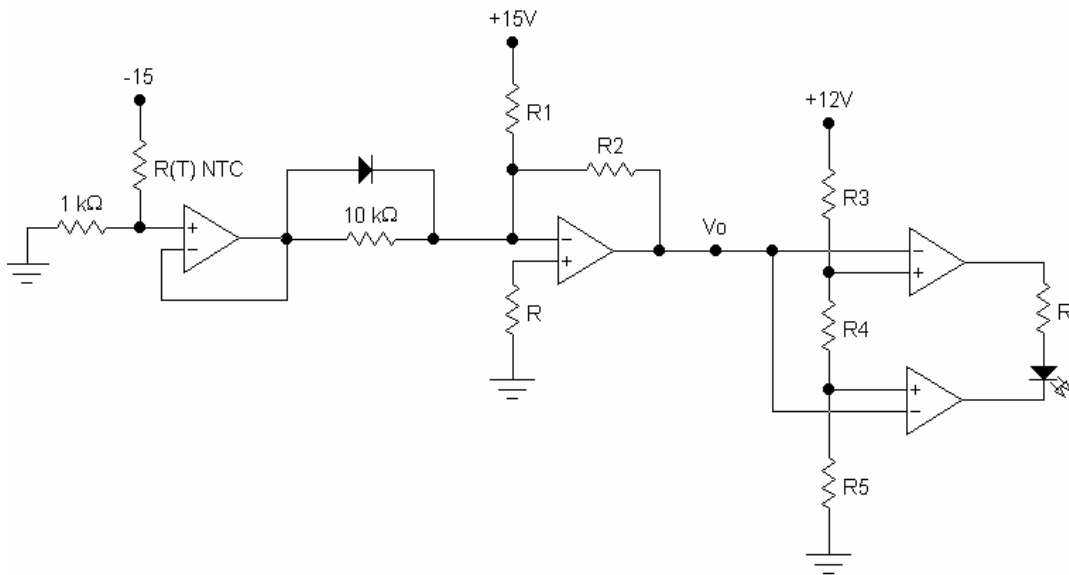 +15V
-15
R1
+12V
R2
R(T) NTC
R3
1 kΩ
10 kΩ
Vo
+
-
-
+
-
+
R
R4
R
+
-
R5